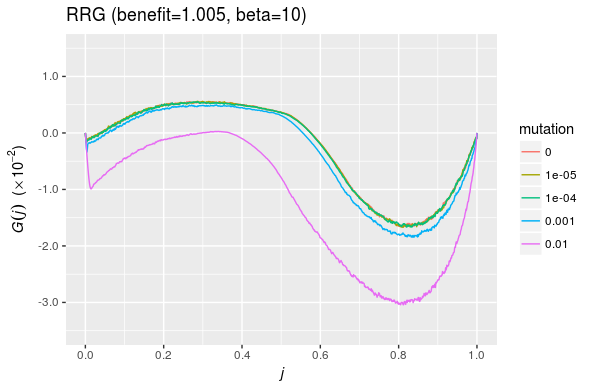 RRG (benefit=1.005, beta=10)
1.0
0.0
-1.0
-2.0
-3.0
G(j) (×10⁻²)
0.0 0.2 0.4 0.6 0.8 1.0
j
mutation
0
1e-05
1e-04
0.001
0.01